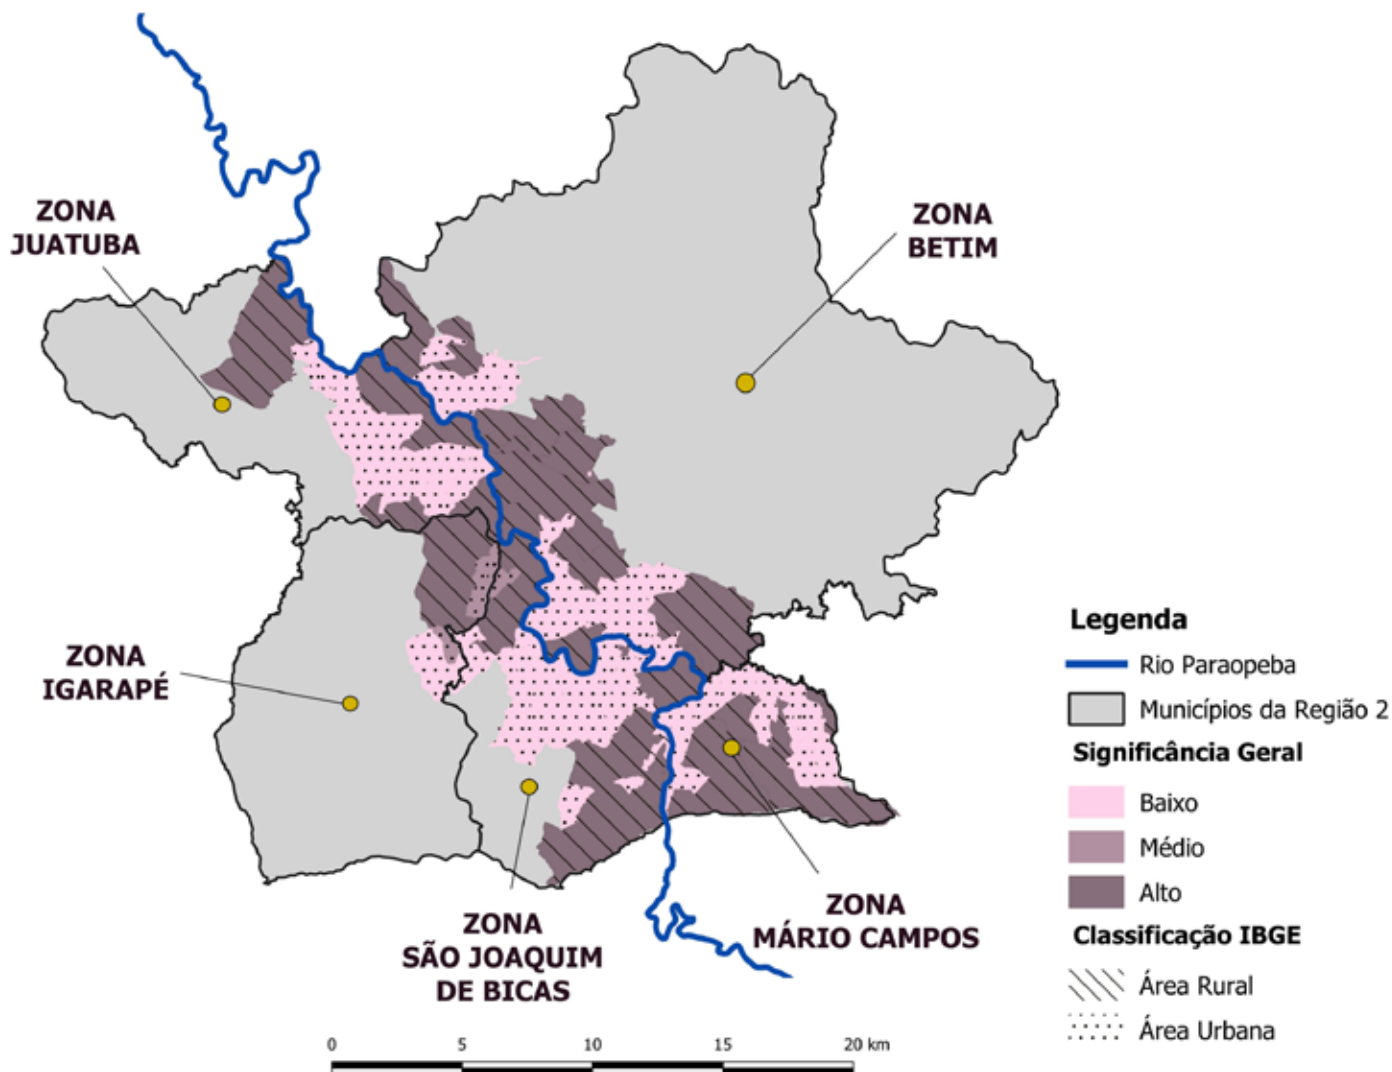 ZONA
JUATUBA
ZONA
BETIM
ZONA
IGARAPÉ
ZONA
SÃO JOAQUIM
DE BICAS
ZONA
MÁRIO CAMPOS
Legenda
Rio Paraopeba
Municípios da Região 2
Significância Geral
Baixo
Médio
Alto
Classificação IBGE
Área Rural
Área Urbana
0 5 10 15 20 km